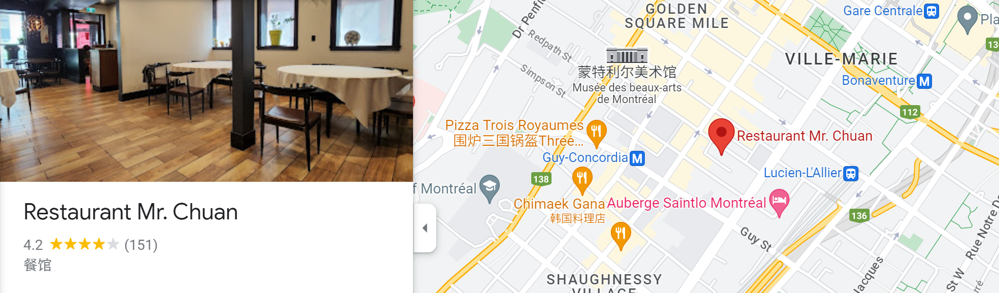 Restaurant Mr. Chuan
4.2 (151)
餐馆
GOLDEN
SQUARE MILE
Gare Centrale
Dr Penfi
Redpath St
Simpson St
VILLE-MARIE
Bonaventure
112
蒙特利尔美术馆
Musée des beaux-arts
de Montréal
Pizza Trois Royaumes
围炉三国锅盔Three...
Guy-Concordia
Restaurant Mr. Chuan
Lucien-L'Allier
138
f Montréal
Chimaek Gana
韩国料理店
Auberge Saintlo Montréal
136
Guy St
SHAUGHNESSY
VILLAGE
Jacques
St W
Rue Notre D
Pla
13